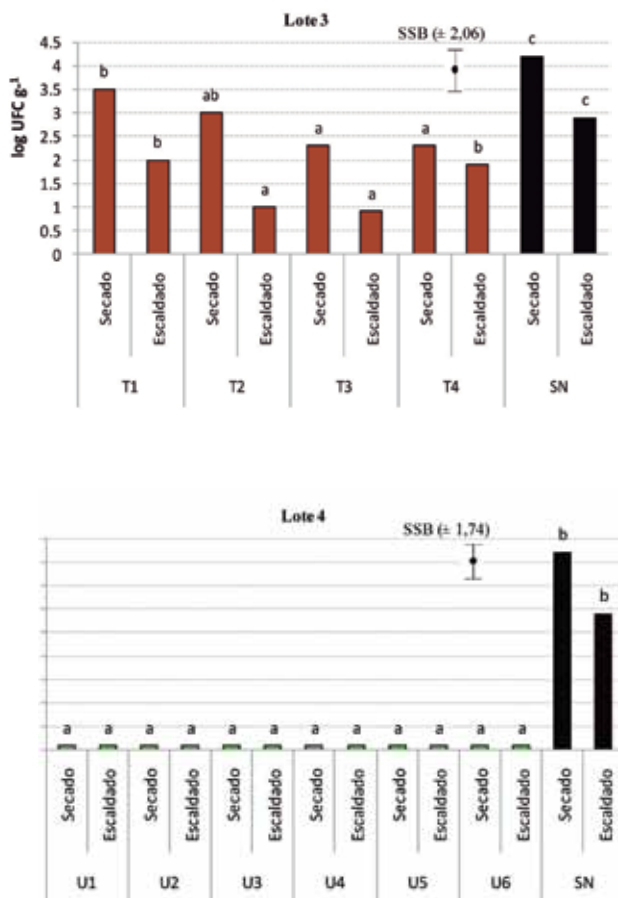 Lote 3
SSB (± 2,06)
log UFC g-1
4.5
4
3.5
3
2.5
2
1.5
1
0.5
0
b b ab a a a a b c c
Secado Escaldado Secado Escaldado Secado Escaldado Secado Escaldado Secado Escaldado
T1 T2 T3 T4 SN
Lote 4
SSB (± 1,74)
a a a a a a a a a a a a b b
Secado Escaldado Secado Escaldado Secado Escaldado Secado Escaldado Secado Escaldado Secado Escaldado Secado Escaldado
U1 U2 U3 U4 U5 U6 SN